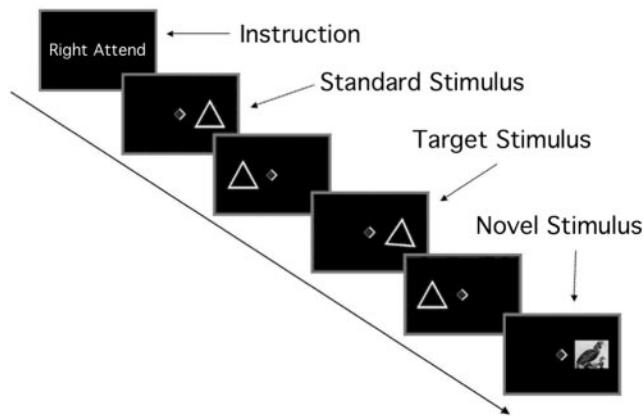 Right Attend
Instruction
Standard Stimulus
Target Stimulus
Novel Stimulus